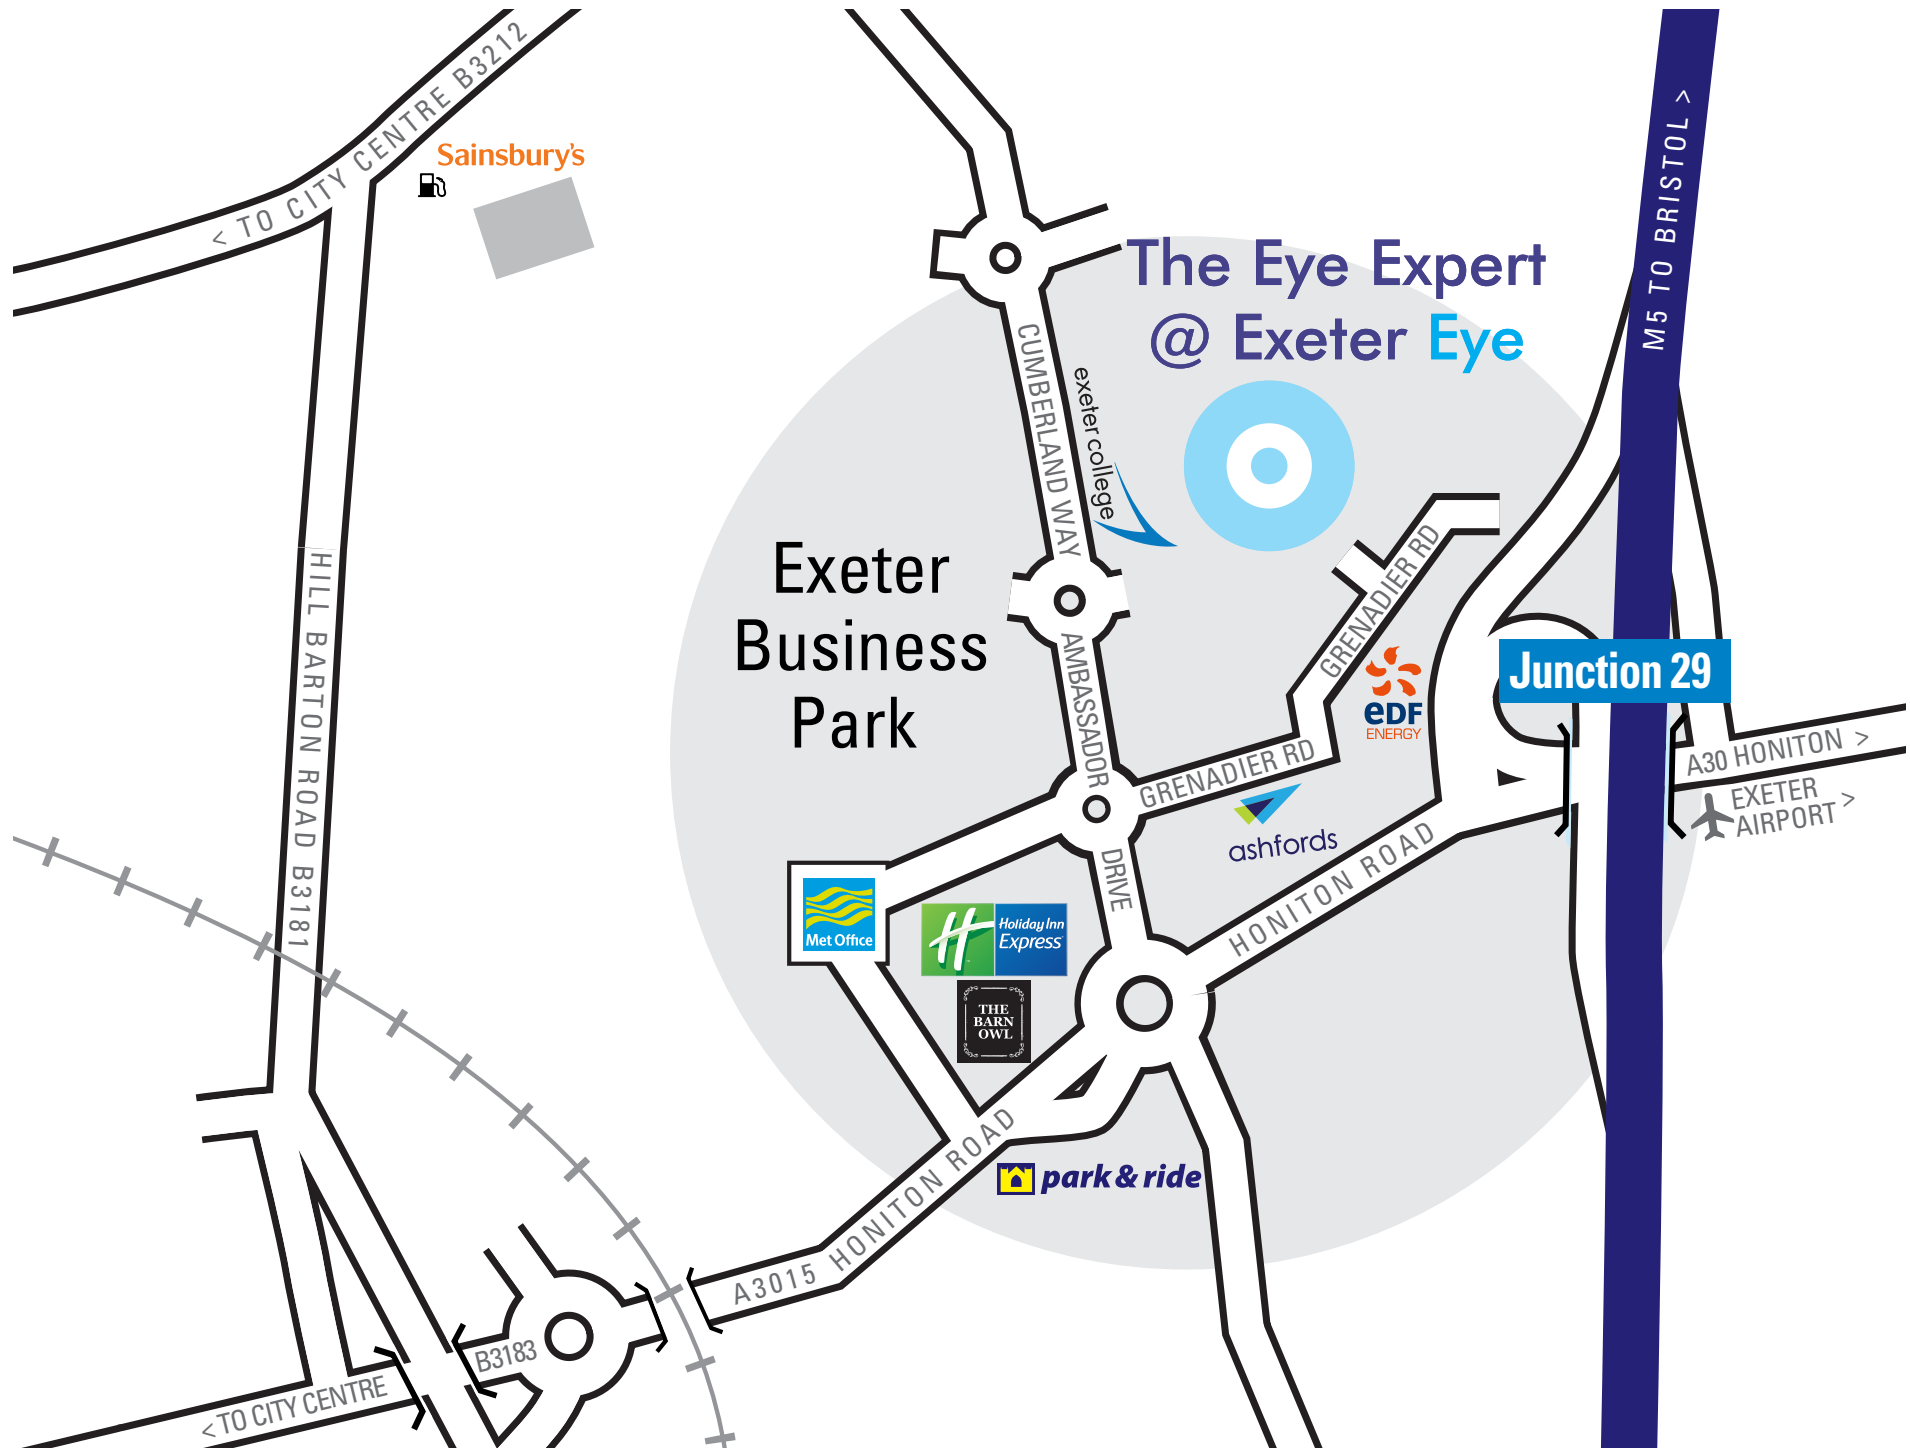 < TO CITY CENTRE B3212
Sainsbury's
M5 TO BRISTOL >
The Eye Expert
@ Exeter Eye
CUMBERLAND WAY
exeter college
Exeter
Business
Park
HILL BARTON ROAD B3181
AMBASSADOR
DRIVE
GRENADIER RD
GRENADIER RD
eDF
ENERGY
Junction 29
A30 HONITON >
EXETER
AIRPORT >
ashfords
HONITON ROAD
Met Office
Holiday Inn
Express
THE
BARN
OWL
park & ride
A3015 HONITON ROAD
B3183
< TO CITY CENTRE